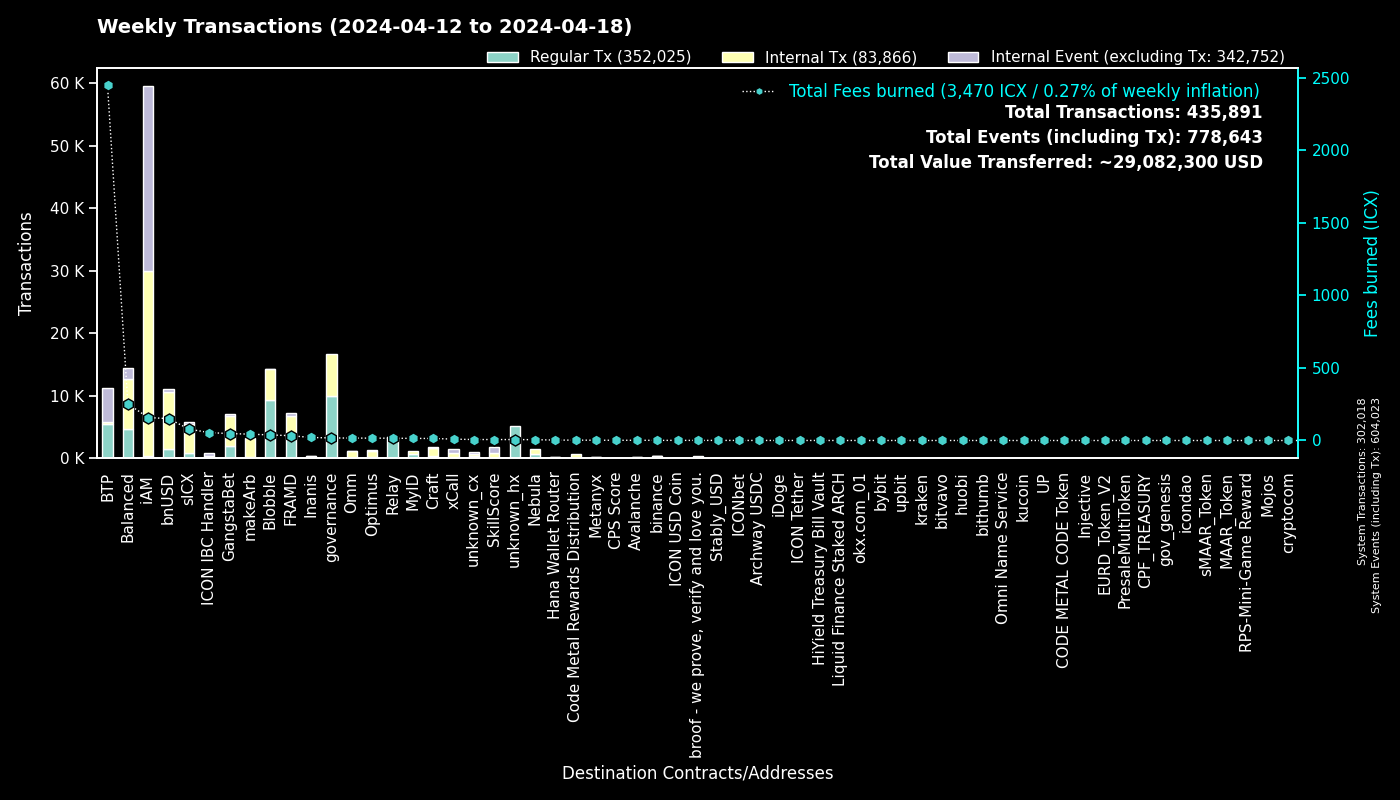 Weekly Transactions (2024-04-12 to 2024-04-18)
Regular Tx (352,025)
Internal Tx (83,866)
Internal Event (excluding Tx: 342,752)
Total Fees burned (3,470 ICX / 0.27% of weekly inflation)
Total Transactions: 435,891
Total Events (including Tx): 778,643
Total Value Transferred: ~29,082,300 USD
Transactions
60 K
50 K
40 K
30 K
20 K
10 K
0 K
2500
2000
1500
1000
500
0
Fees burned (ICX)
System Transactions: 302,018
System Events (including Tx): 604,023
BTP
Balanced
iAM
bnUSD
sICX
ICON IBC Handler
GangstaBet
makeArb
Blobble
FRAMD
Inanis
governance
Omm
Optimus
Relay
MyID
Craft
xCall
unknown_cx
SkillScore
unknown_hx
Nebula
Hana Wallet Router
Code Metal Rewards Distribution
Metanyx
CPS Score
Avalanche
binance
ICON USD Coin
broof - we prove, verify and love you.
Stably_USD
ICONbet
Archway USDC
iDoge
ICON Tether
HiYield Treasury Bill Vault
Liquid Finance Staked ARCH
okx.com_01
bybit
upbit
kraken
bitvavo
huobi
bithumb
Omni Name Service
kucoin
UP
CODE METAL CODE Token
Injective
EURD_Token_V2
PresaleMultiToken
CPF_TREASURY
gov_genesis
icondao
sMAAR_Token
MAAR_Token
RPS-Mini-Game Reward
Mojos
cryptocom
Destination Contracts/Addresses